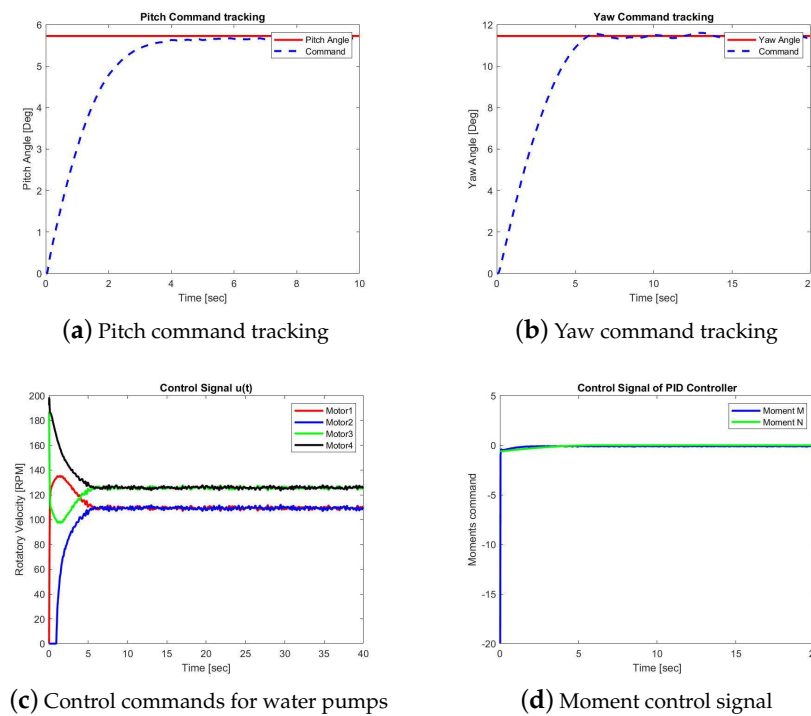 Pitch Command tracking
Pitch Angle
Command
Pitch Angle [Deg]
6
5
4
3
2
1
0
0 2 4 6 8 10
Time [sec]
(a) Pitch command tracking
Yaw Command tracking
Yaw Angle
Command
Yaw Angle [Deg]
12
10
8
6
4
2
0
0 5 10 15 20
Time [sec]
(b) Yaw command tracking
Control Signal u(t)
Motor1
Motor2
Motor3
Motor4
Rotatory Velocity [RPM]
200
180
160
140
120
100
80
60
40
20
0
0 5 10 15 20 25 30 35 40
Time [sec]
(c) Control commands for water pumps
Control Signal of PID Controller
Moment M
Moment N
Moments command
5
0
-5
-10
-15
-20
0 5 10 15 20
Time [sec]
(d) Moment control signal